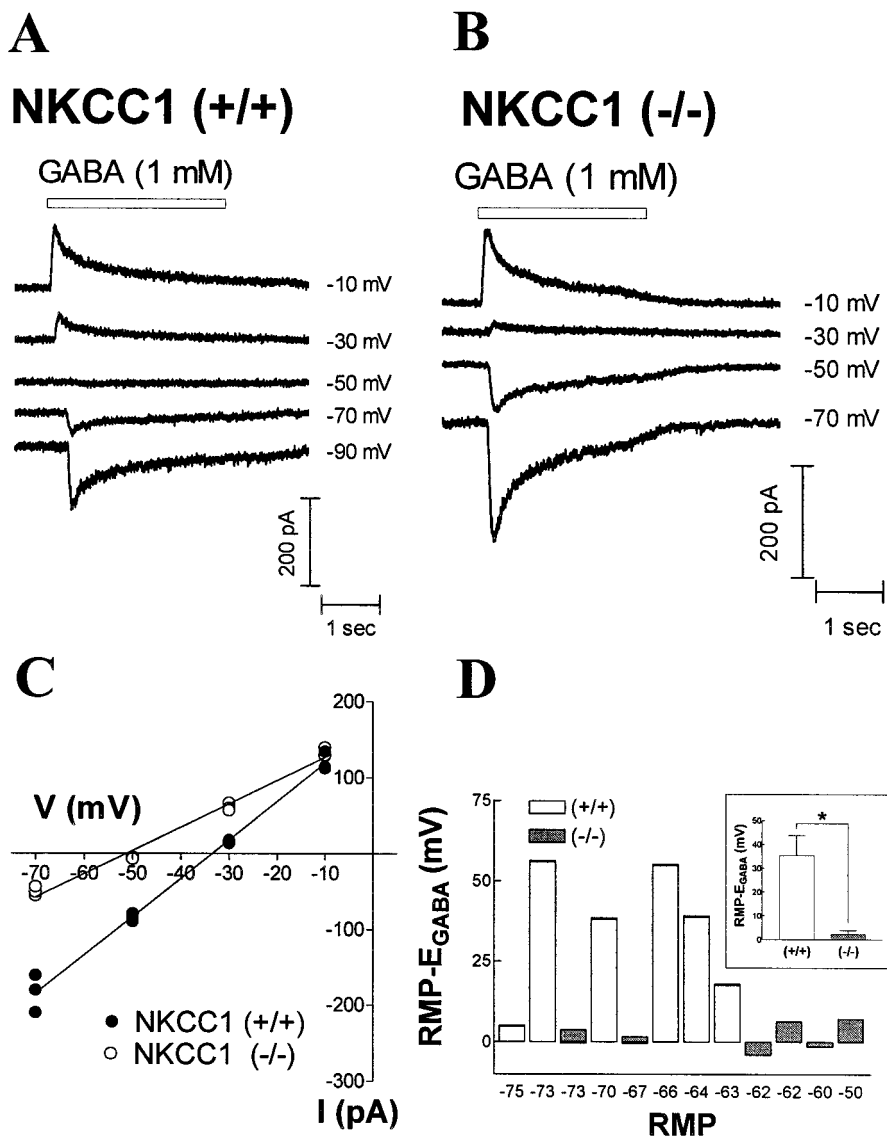 A
NKCC1 (+/+)
GABA (1 mM)
-10 mV
-30 mV
-50 mV
-70 mV
-90 mV
200 pA
1 sec
B
NKCC1 (-/-)
GABA (1 mM)
-10 mV
-30 mV
-50 mV
-70 mV
200 pA
1 sec
C
V (mV)
200
100
-100
-200
-300
-70 -50 -30 -10
NKCC1 (+/+)
NKCC1 (-/-)
I (pA)
D
RMP-EGABA (mV)
75
50
25
0
(+/+)
(-/-)
-75 -73 -73 -70 -67 -66 -64 -63 -62 -62 -60 -50
RMP
RMP-EGABA (mV)
50
40
30
20
10
0
*
(+/+) (-/-)